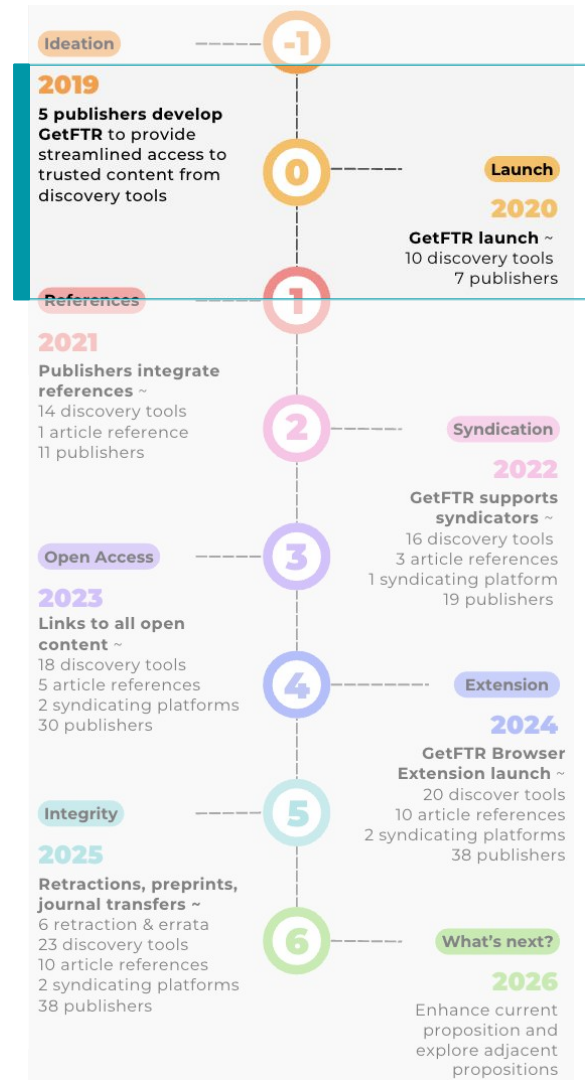 Ideation
-1
2019
5 publishers develop
GetFTR to provide
streamlined access to
trusted content from
discovery tools
0
Launch
2020
GetFTR launch ~
10 discovery tools
7 publishers
References
1
2021
Publishers integrate
references ~
14 discovery tools
1 article reference
11 publishers
2
Syndication
2022
GetFTR supports
syndicators ~
16 discovery tools
3 article references
1 syndicating platform
19 publishers
Open Access
3
2023
Links to all open
content ~
18 discovery tools
5 article references
2 syndicating platforms
30 publishers
4
Extension
2024
GetFTR Browser
Extension launch ~
20 discover tools
10 article references
2 syndicating platforms
38 publishers
Integrity
5
2025
Retractions, preprints,
journal transfers ~
6 retraction & errata
23 discovery tools
10 article references
2 syndicating platforms
38 publishers
6
What's next?
2026
Enhance current
proposition and
explore adjacent
propositions